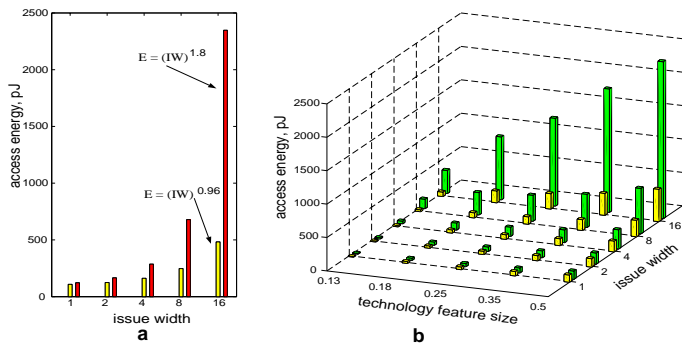 2500
2000
1500
1000
500
0
access energy, pJ
E = (IW)^1.8
E = (IW)^0.96
1 2 4 8 16
issue width
a
2500
2000
1500
1000
500
0
access energy, pJ
0.13 0.18 0.25 0.35 0.5
technology feature size
1 2 4 8 16
issue width
b